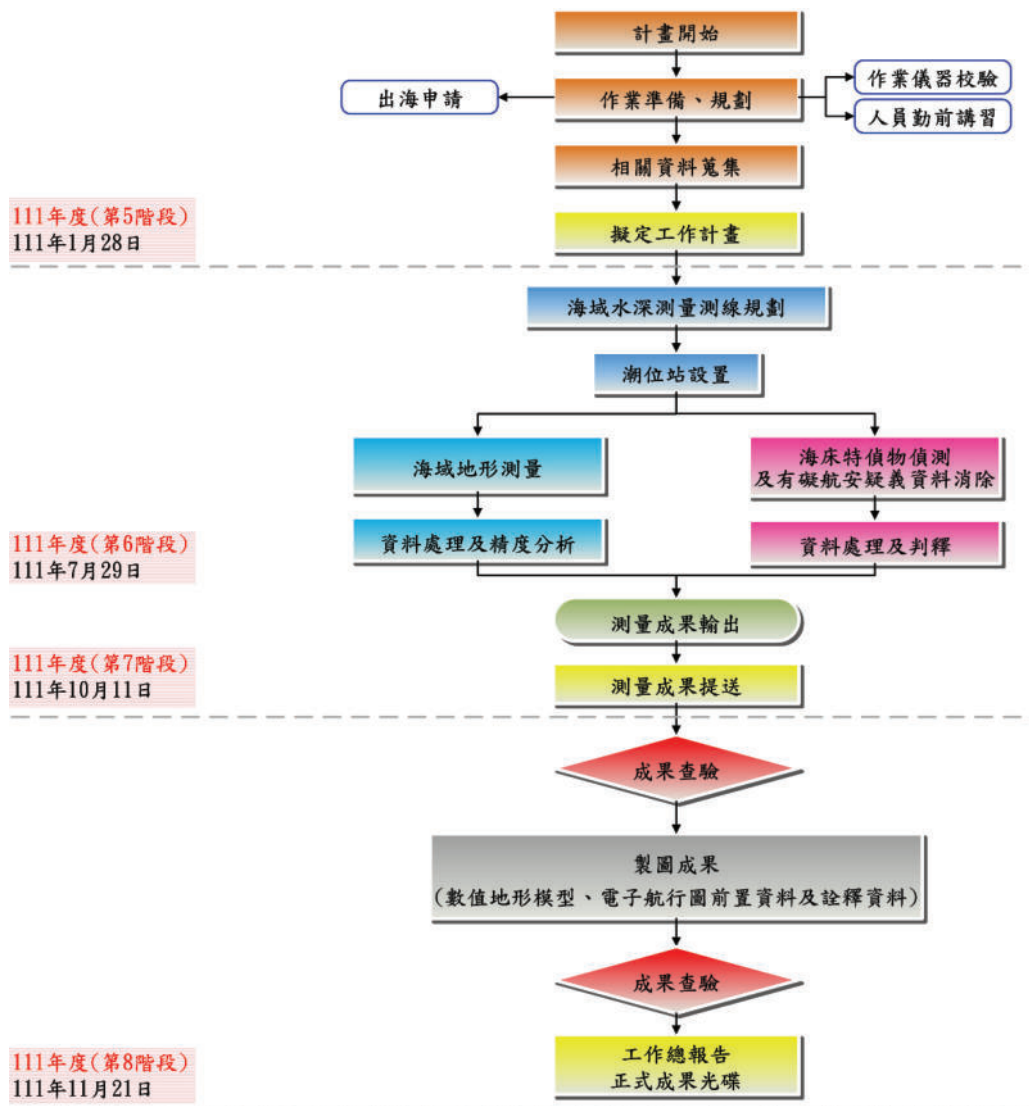 計畫開始
出海申請
作業準備、規劃
作業儀器校驗
人員勤前講習
相關資料蒐集
111年度(第5階段)
111年1月28日
擬定工作計畫
海域水深測量測線規劃
潮位站設置
海域地形測量
海床特偵物偵測
及有礙航安疑義資料消除
111年度(第6階段)
111年7月29日
資料處理及精度分析
資料處理及判釋
測量成果輸出
111年度(第7階段)
111年10月11日
測量成果提送
成果查驗
製圖成果
(數值地形模型、電子航行圖前置資料及詮釋資料)
成果查驗
111年度(第8階段)
111年11月21日
工作總報告
正式成果光碟